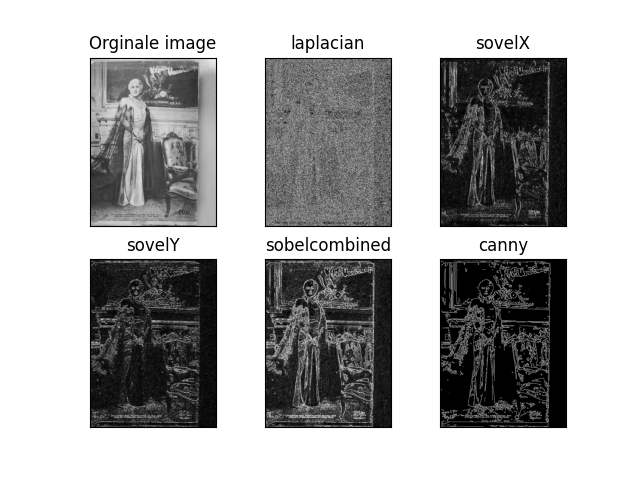 Orginale image
laplacian
sovelX
sovelY
sobelcombined
canny